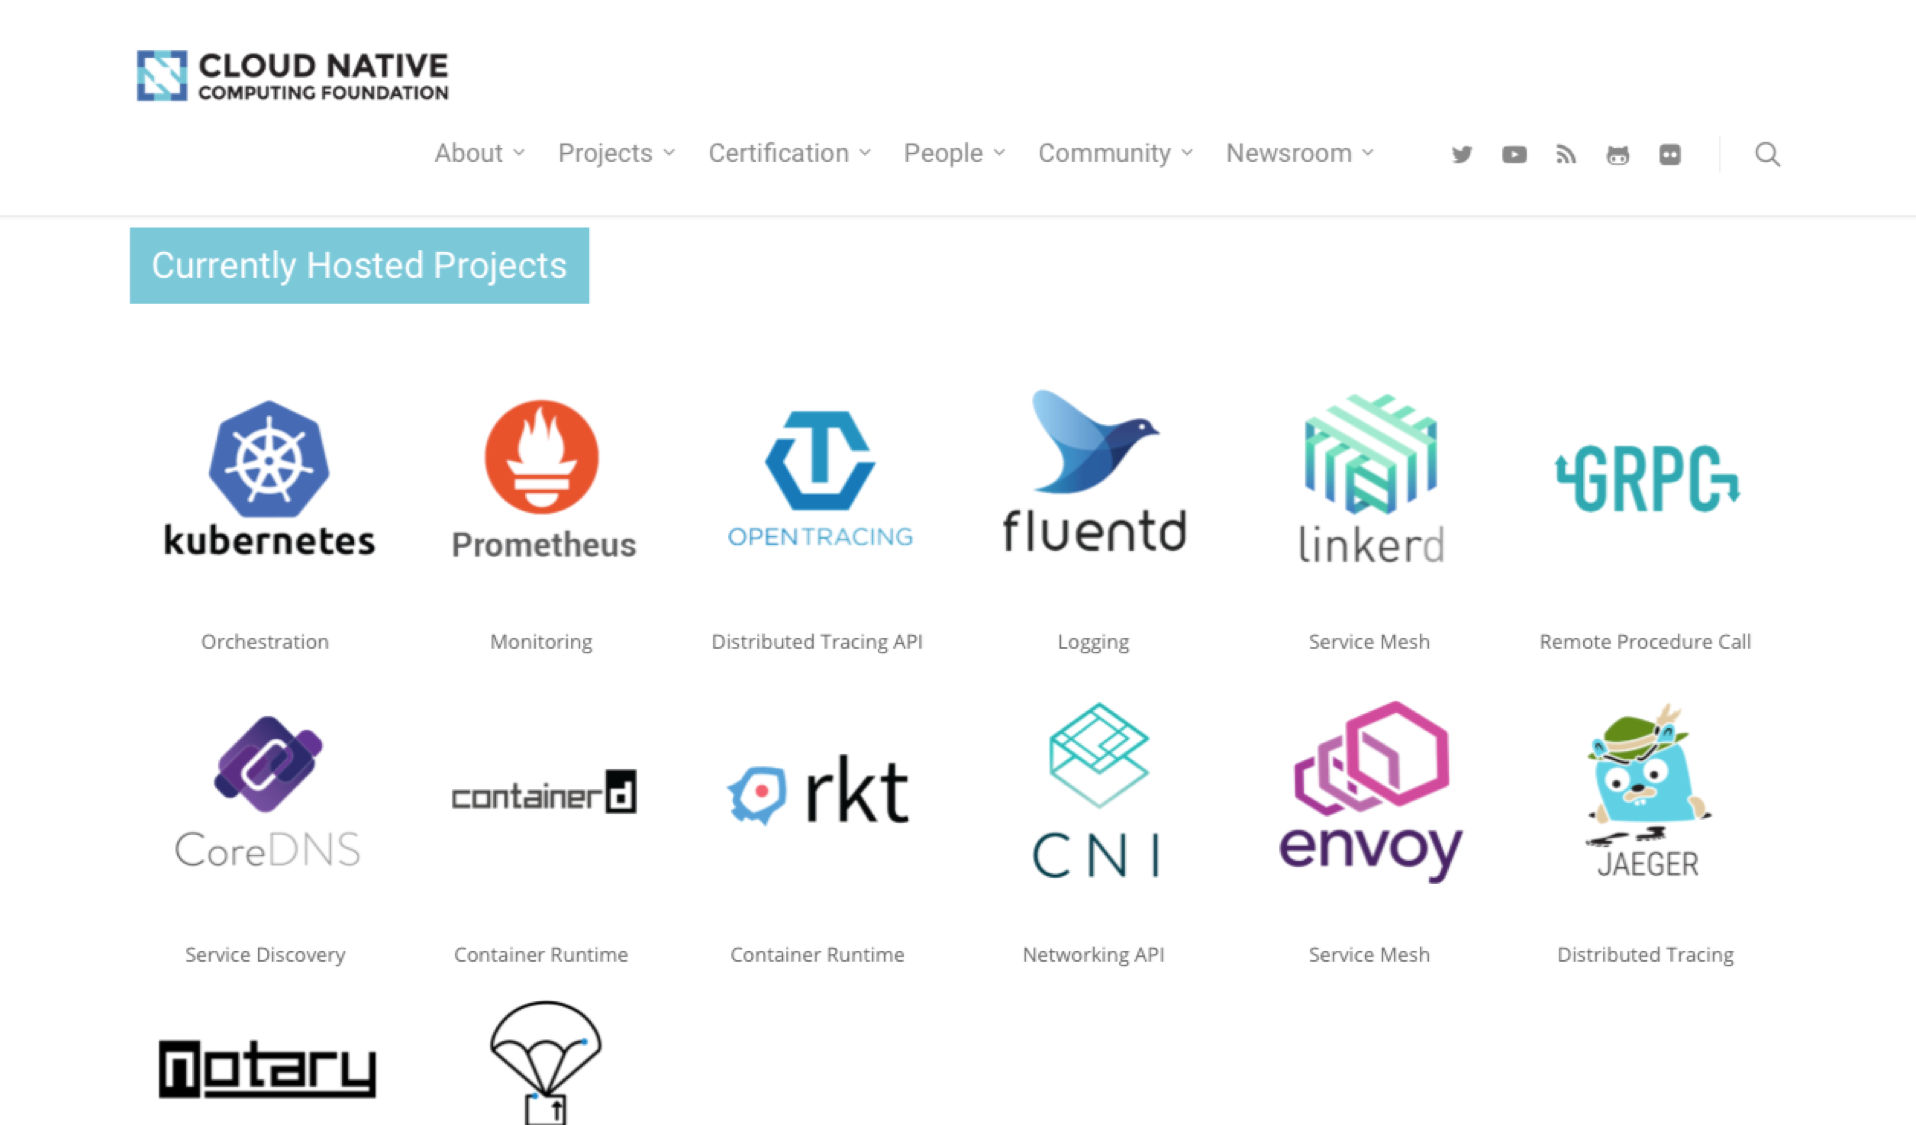 CLOUD NATIVE
COMPUTING FOUNDATION
About Projects Certification People Community Newsroom
Currently Hosted Projects
kubernetes Prometheus OPENTRACING fluentd linkerd GRPC
Orchestration Monitoring Distributed Tracing API Logging Service Mesh Remote Procedure Call
CoreDNS containerd rkt CNI envoy JAEGER
Service Discovery Container Runtime Container Runtime Networking API Service Mesh Distributed Tracing
notary